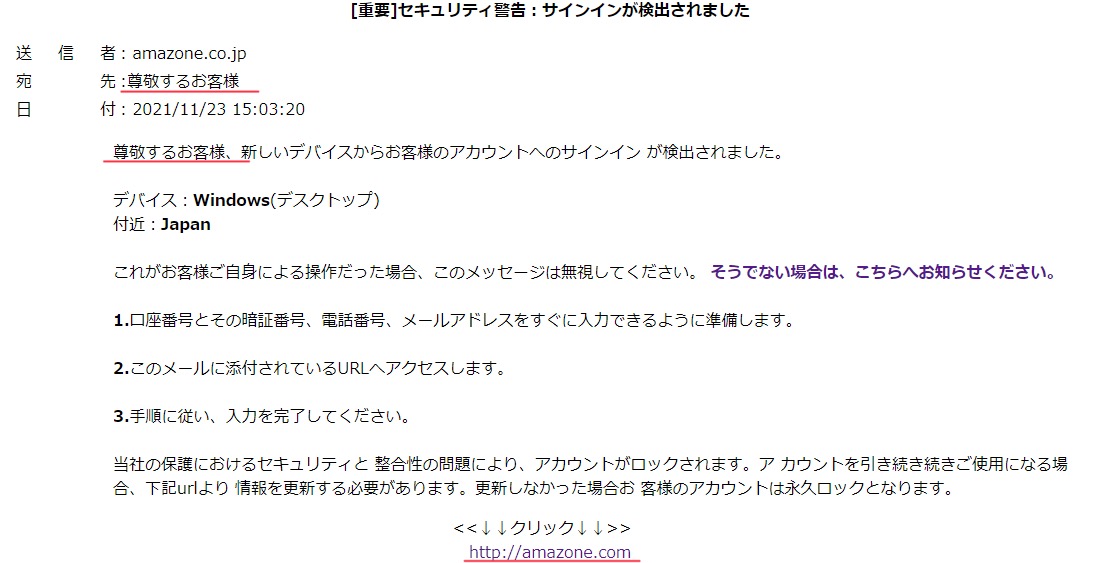 [重要]セキュリティ警告：サインインが検出されました
送信者：amazone.co.jp
宛先：尊敬するお客様
日付：2021/11/23 15:03:20
尊敬するお客様、新しいデバイスからお客様のアカウントへのサインイン が検出されました。
デバイス：Windows(デスクトップ)
付近：Japan
これがお客様ご自身による操作だった場合、このメッセージは無視してください。 そうでない場合は、こちらへお知らせください。
1.口座番号とその暗証番号、電話番号、メールアドレスをすぐに入力できるように準備します。
2.このメールに添付されているURLへアクセスします。
3.手順に従い、入力を完了してください。
当社の保護におけるセキュリティと 整合性の問題により、アカウントがロックされます。ア カウントを引き続き続きご使用になる場
合、下記urlより 情報を更新する必要があります。更新しなかった場合お 客様のアカウントは永久ロックとなります。
<<↓↓クリック↓↓>>
http://amazone.com